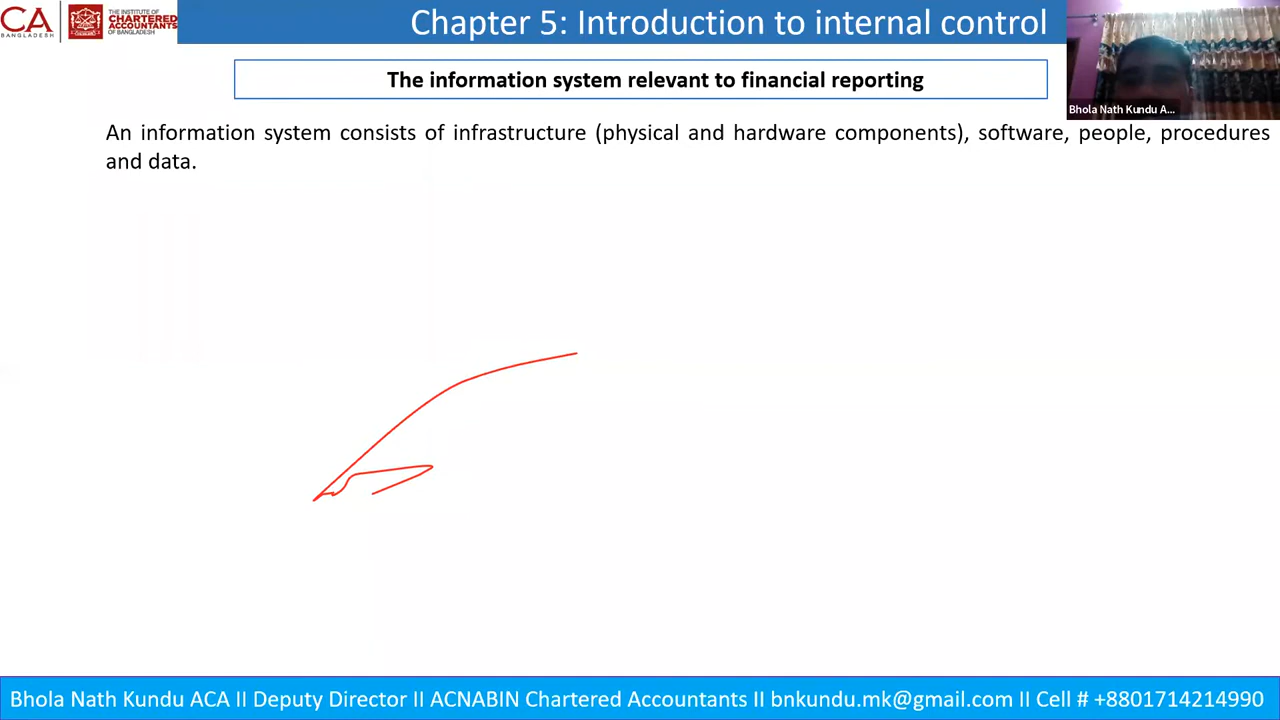 CA
BANGLADESH
THE INSTITUTE OF
CHARTERED
ACCOUNTANTS
OF BANGLADESH
Chapter 5: Introduction to internal control
The information system relevant to financial reporting
Bhola Nath Kundu A...
An information system consists of infrastructure (physical and hardware components), software, people, procedures
and data.
Bhola Nath Kundu ACA II Deputy Director II ACNABIN Chartered Accountants II bnkundu.mk@gmail.com II Cell # +8801714214990